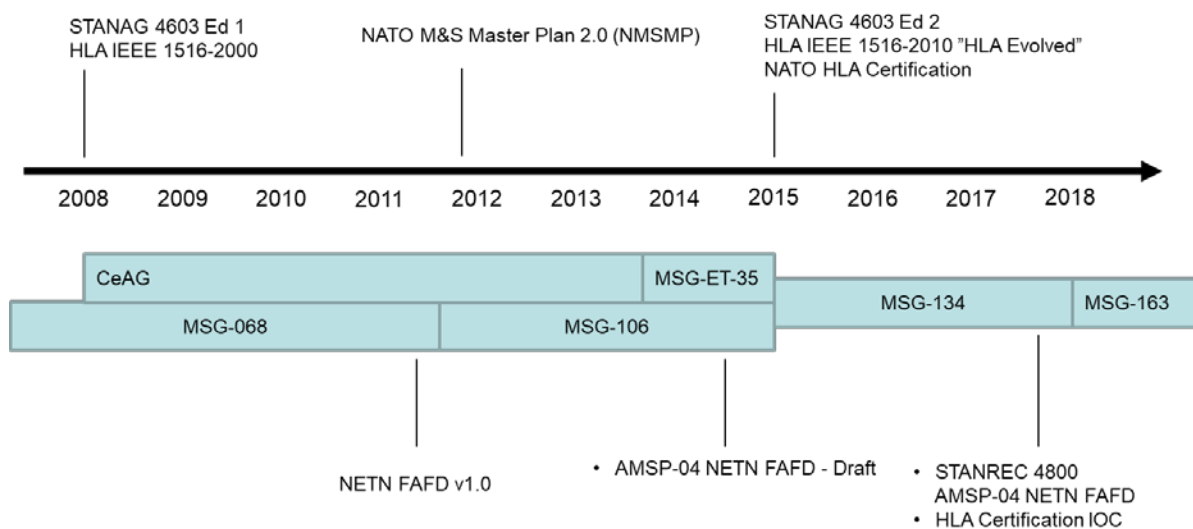 STANAG 4603 Ed 1
HLA IEEE 1516-2000
NATO M&S Master Plan 2.0 (NMSMP)
STANAG 4603 Ed 2
HLA IEEE 1516-2010 ”HLA Evolved”
NATO HLA Certification
2008 2009 2010 2011 2012 2013 2014 2015 2016 2017 2018
CeAG
MSG-ET-35
MSG-068
MSG-106
MSG-134
MSG-163
NETN FAFD v1.0
• AMSP-04 NETN FAFD - Draft
• STANREC 4800
AMSP-04 NETN FAFD
• HLA Certification IOC